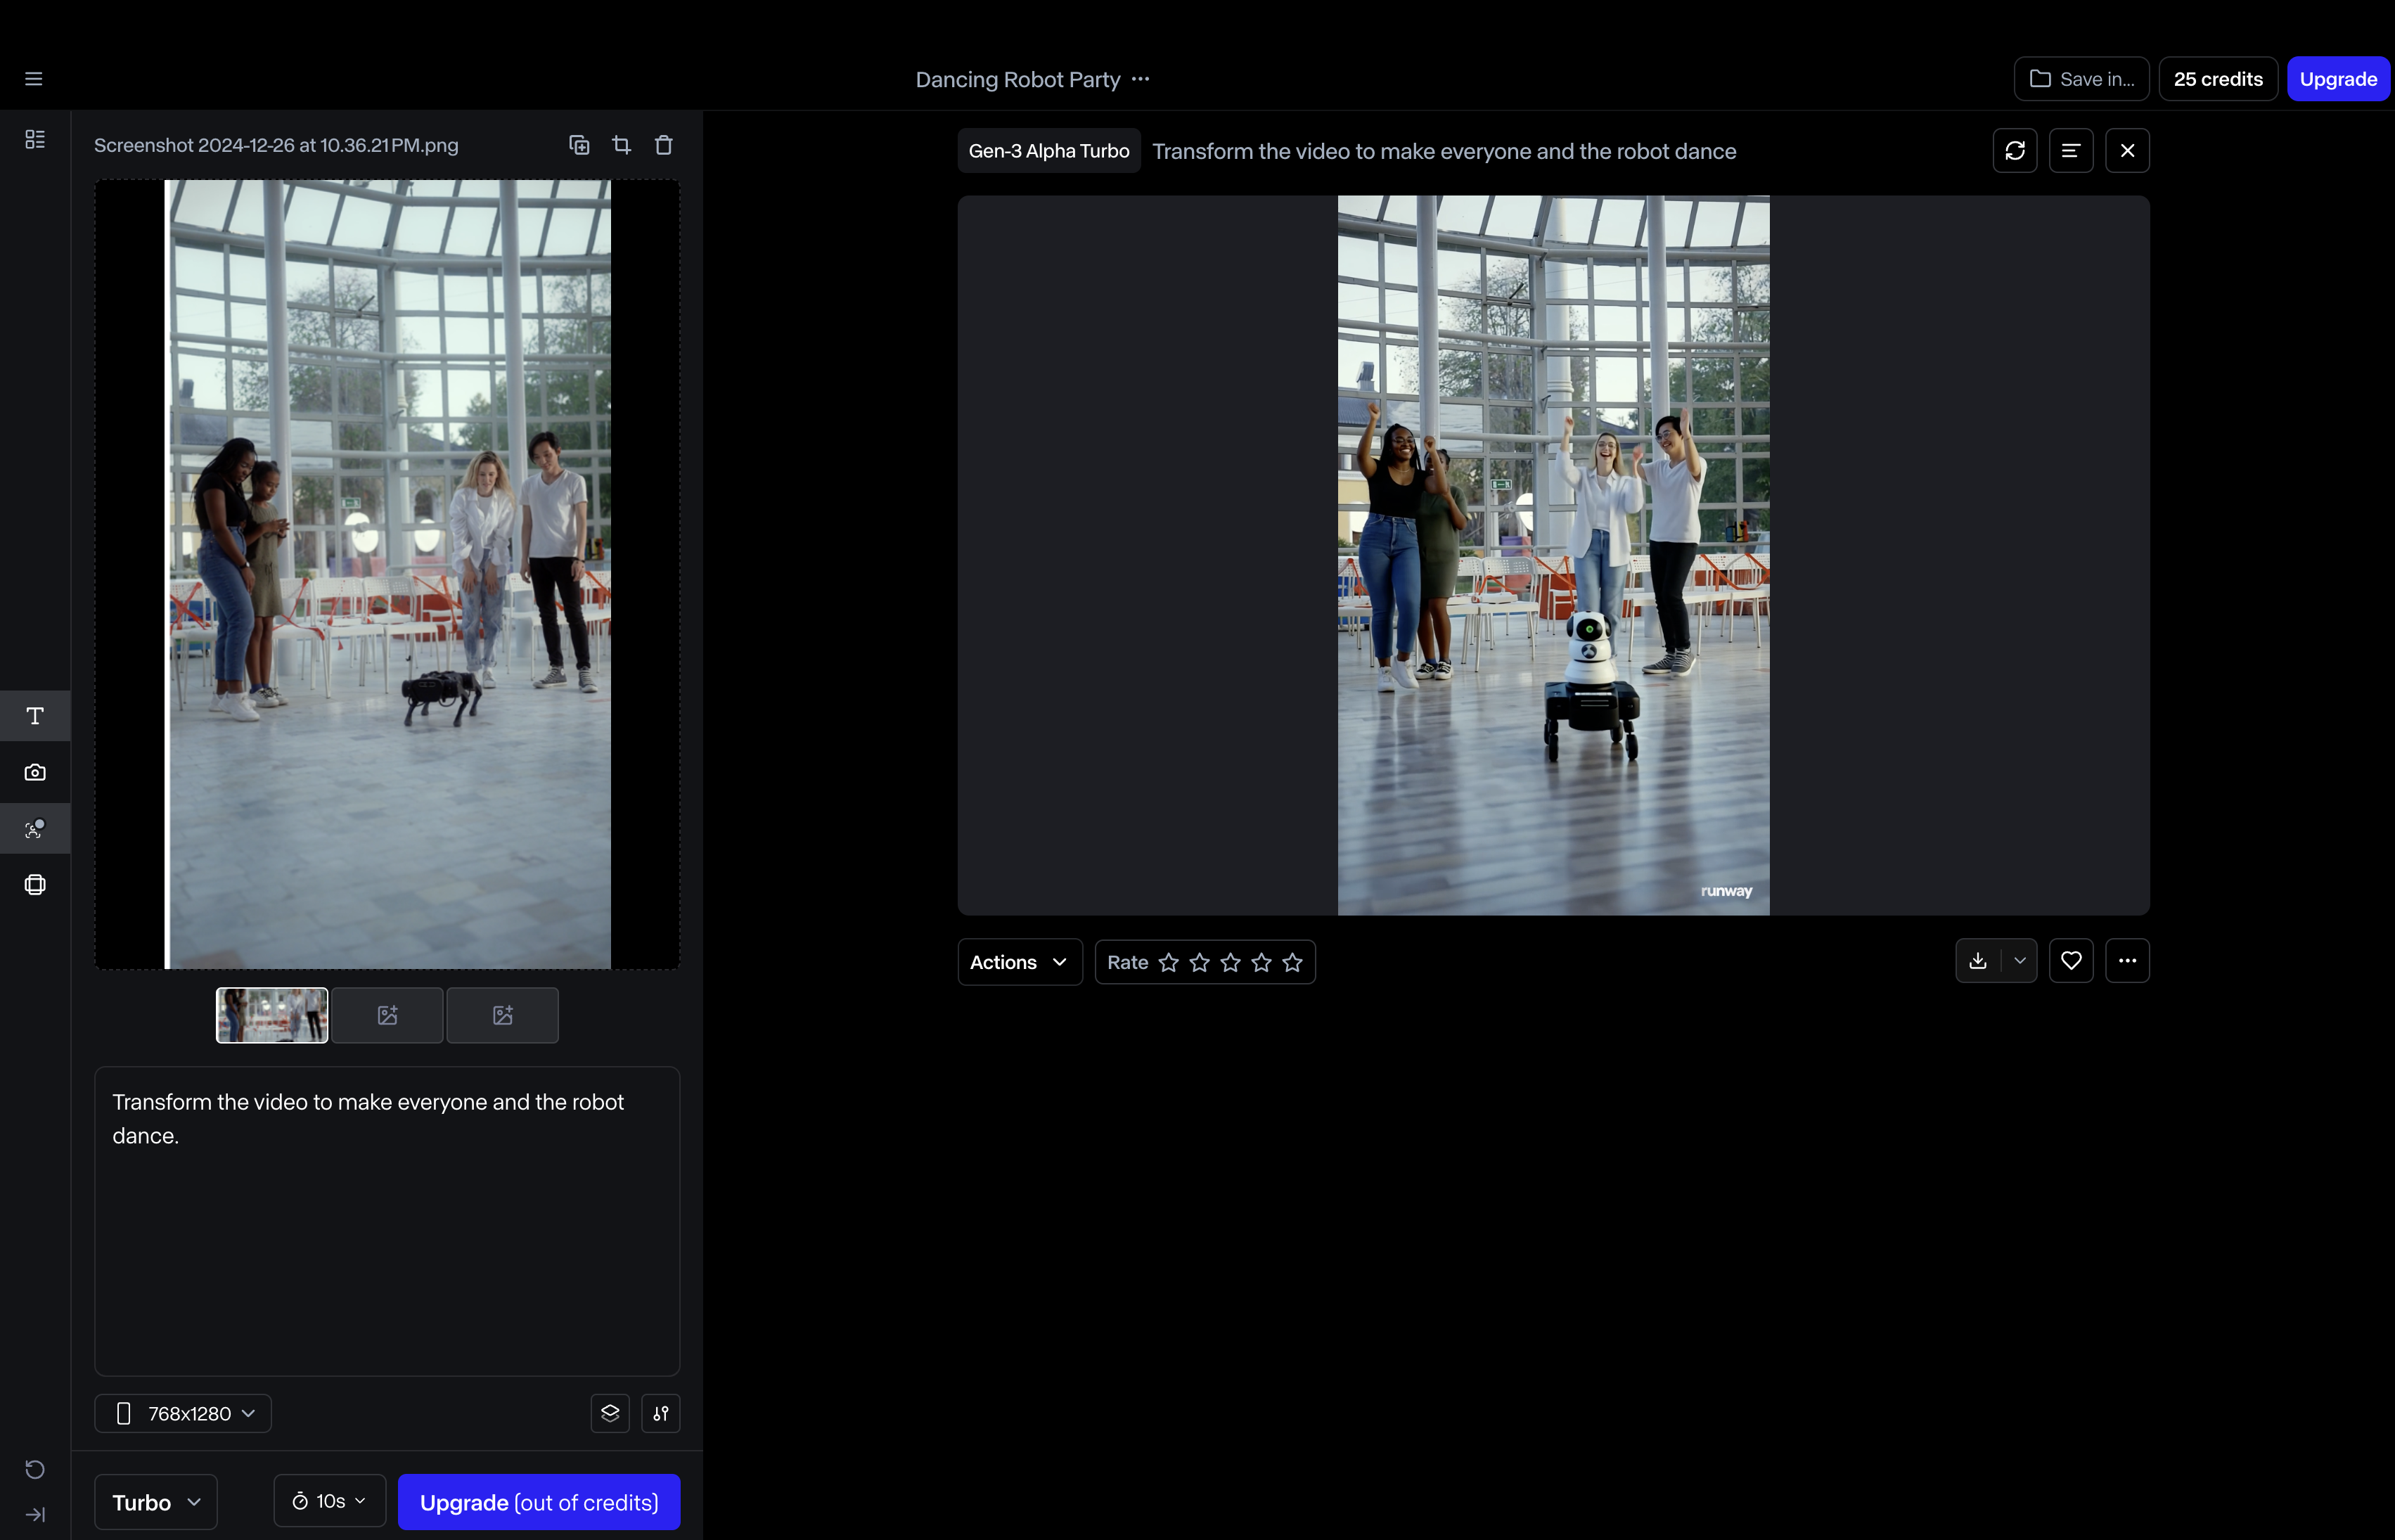 Dancing Robot Party ...
Save in...
25 credits
Upgrade
Screenshot 2024-12-26 at 10.36.21 PM.png
Gen-3 Alpha Turbo
Transform the video to make everyone and the robot dance
runway
Actions
Rate
Transform the video to make everyone and the robot
dance.
768x1280
Turbo
10s
Upgrade (out of credits)